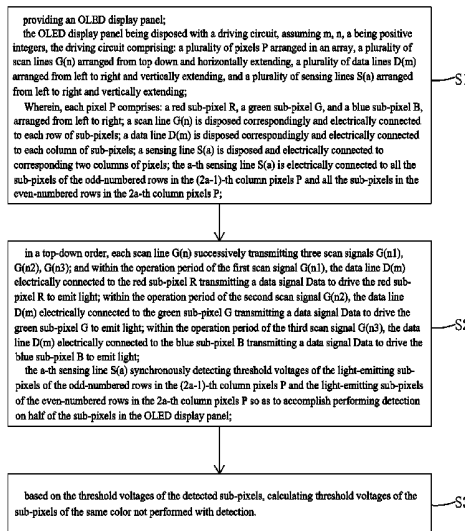 providing an OLED display panel;
the OLED display panel being disposed with a driving circuit, assuming m, n, a being positive
integers, the driving circuit comprising: a plurality of pixels P arranged in an array, a plurality of
scan lines G(n) arranged from top down and horizontally extending, a plurality of data lines D(m)
arranged from left to right and vertically extending, and a plurality of sensing lines S(a) arranged
from left to right and vertically extending;
Wherein, each pixel P comprises: a red sub-pixel R, a green sub-pixel G, and a blue sub-pixel B,
arranged from left to right; a scan line G(n) is disposed correspondingly and electrically connected
to each row of sub-pixels; a data line D(m) is disposed correspondingly and electrically connected
to each column of sub-pixels; a sensing line S(a) is disposed and electrically connected to
corresponding two columns of pixels; the a-th sensing line S(a) is electrically connected to all the
sub-pixels of the odd-numbered rows in the (2a-1)-th column pixels P and all the sub-pixels in the
even-numbered rows in the 2a-th column pixels P;
S1
in a top-down order, each scan line G(n) successively transmitting three scan signals G(n1),
G(n2), G(n3); and within the operation period of the first scan signal G(n1), the data line D(m)
electrically connected to the red sub-pixel R transmitting a data signal Data to drive the red sub-
pixel R to emit light; within the operation period of the second scan signal G(n2), the data line
D(m) electrically connected to the green sub-pixel G transmitting a data signal Data to drive the
green sub-pixel G to emit light; within the operation period of the third scan signal G(n3), the data
line D(m) electrically connected to the blue sub-pixel B transmitting a data signal Data to drive the
blue sub-pixel B to emit light;
the a-th sensing line S(a) synchronously detecting threshold voltages of the light-emitting sub-
pixels of the odd-numbered rows in the (2a-1)-th column pixels P and the light-emitting sub-pixels
of the even-numbered rows in the 2a-th column pixels P so as to accomplish performing detection
on half of the sub-pixels in the OLED display panel;
S2
based on the threshold voltages of the detected sub-pixels, calculating threshold voltages of the
sub-pixels of the same color not performed with detection.
S3